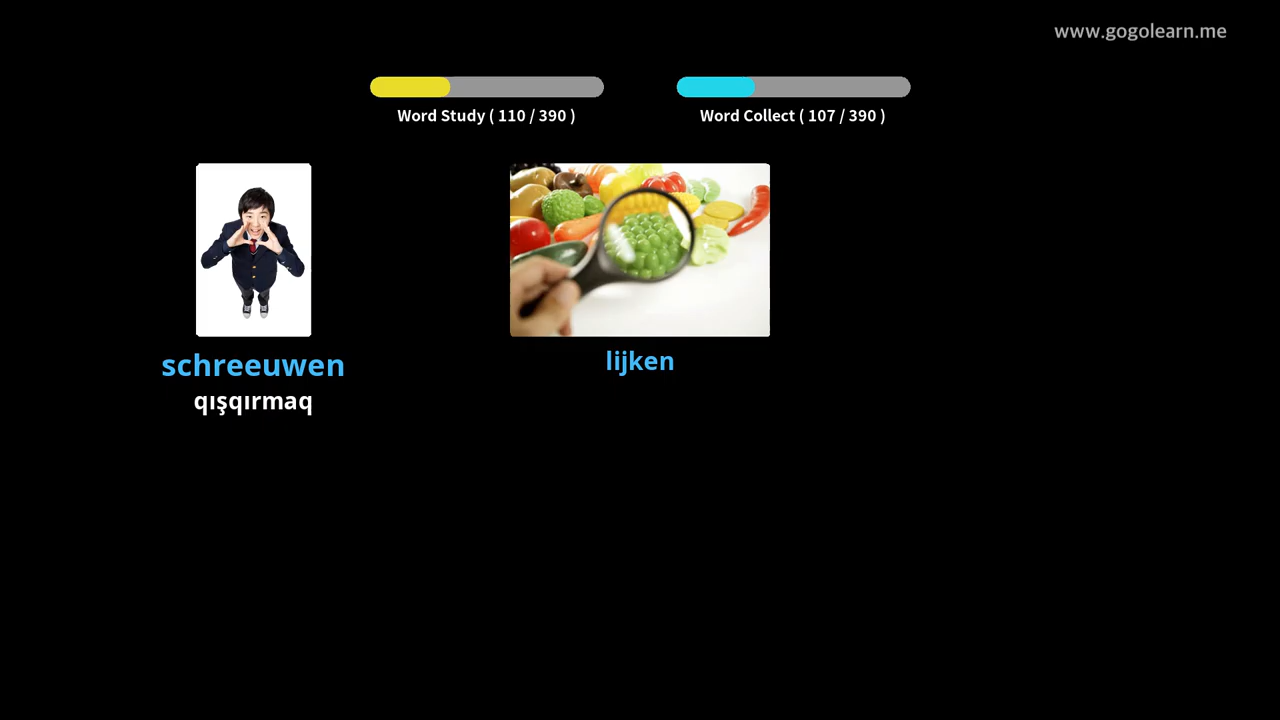 www.gogolearn.me
Word Study ( 110 / 390 )
Word Collect ( 107 / 390 )
schreeuwen
qışqırmaq
lijken